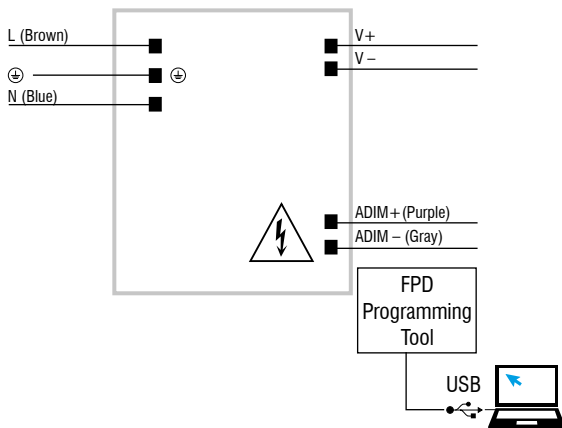 L (Brown)
N (Blue)
V+
V –
ADIM+(Purple)
ADIM – (Gray)
FPD
Programming
Tool
USB